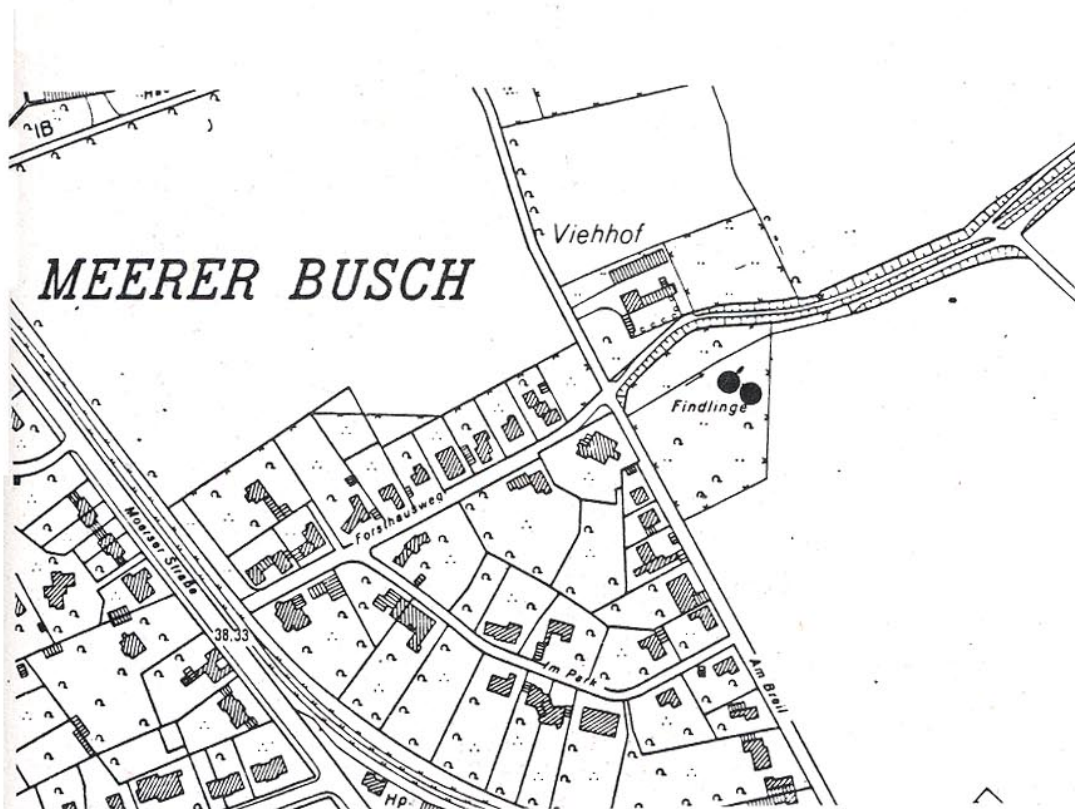 IB
Viehhof
MEERER BUSCH
Findlinge
Forsthausweg
Moerser Straße
38.33
Im Park
Am Breil
HP